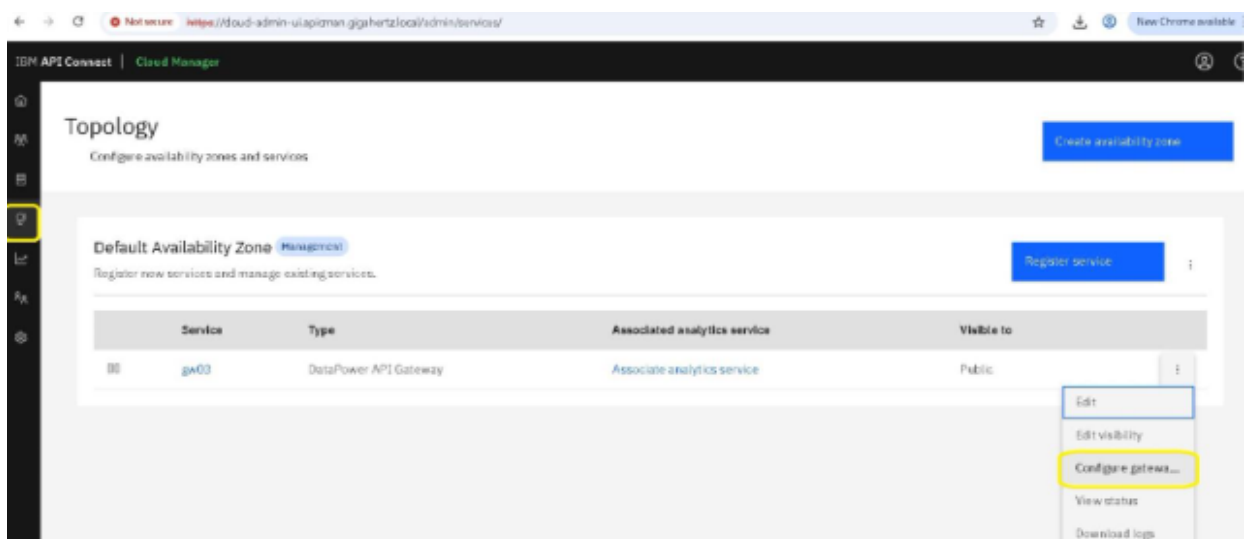 Not secure https://cloud-admin-ui.apicman.gigahertz.local/admin/services/ New Chrome available
IBM API Connect | Cloud Manager
Topology
Configure availability zones and services
Create availability zone
Default Availability Zone Management
Register new services and manage existing services.
Register service
Service Type Associated analytics service Visible to
gw03 DataPower API Gateway Associate analytics service Public
Edit
Edit visibility
Configure gatewa...
View status
Download logs